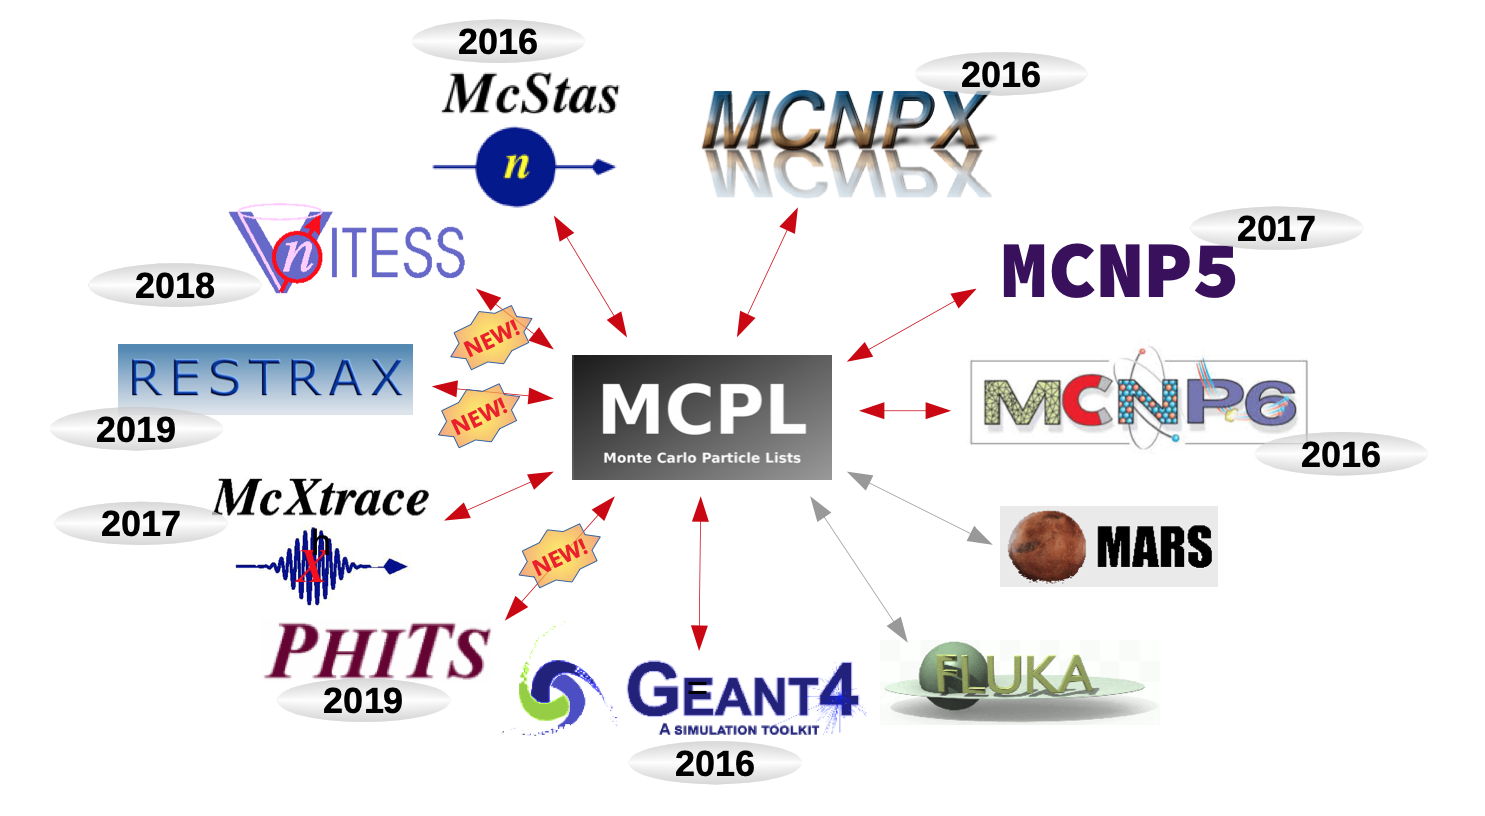 2016
McStas
n
2016
MCNPX
2017
MCNP5
VITESS
n
2018
NEW!
RESTRAX
2019
NEW!
MCPL
Monte Carlo Particle Lists
MCNP6
2016
McXtrace
2017
h
X
NEW!
MARS
PHITS
2019
GEANT4
A SIMULATION TOOLKIT
2016
FLUKA